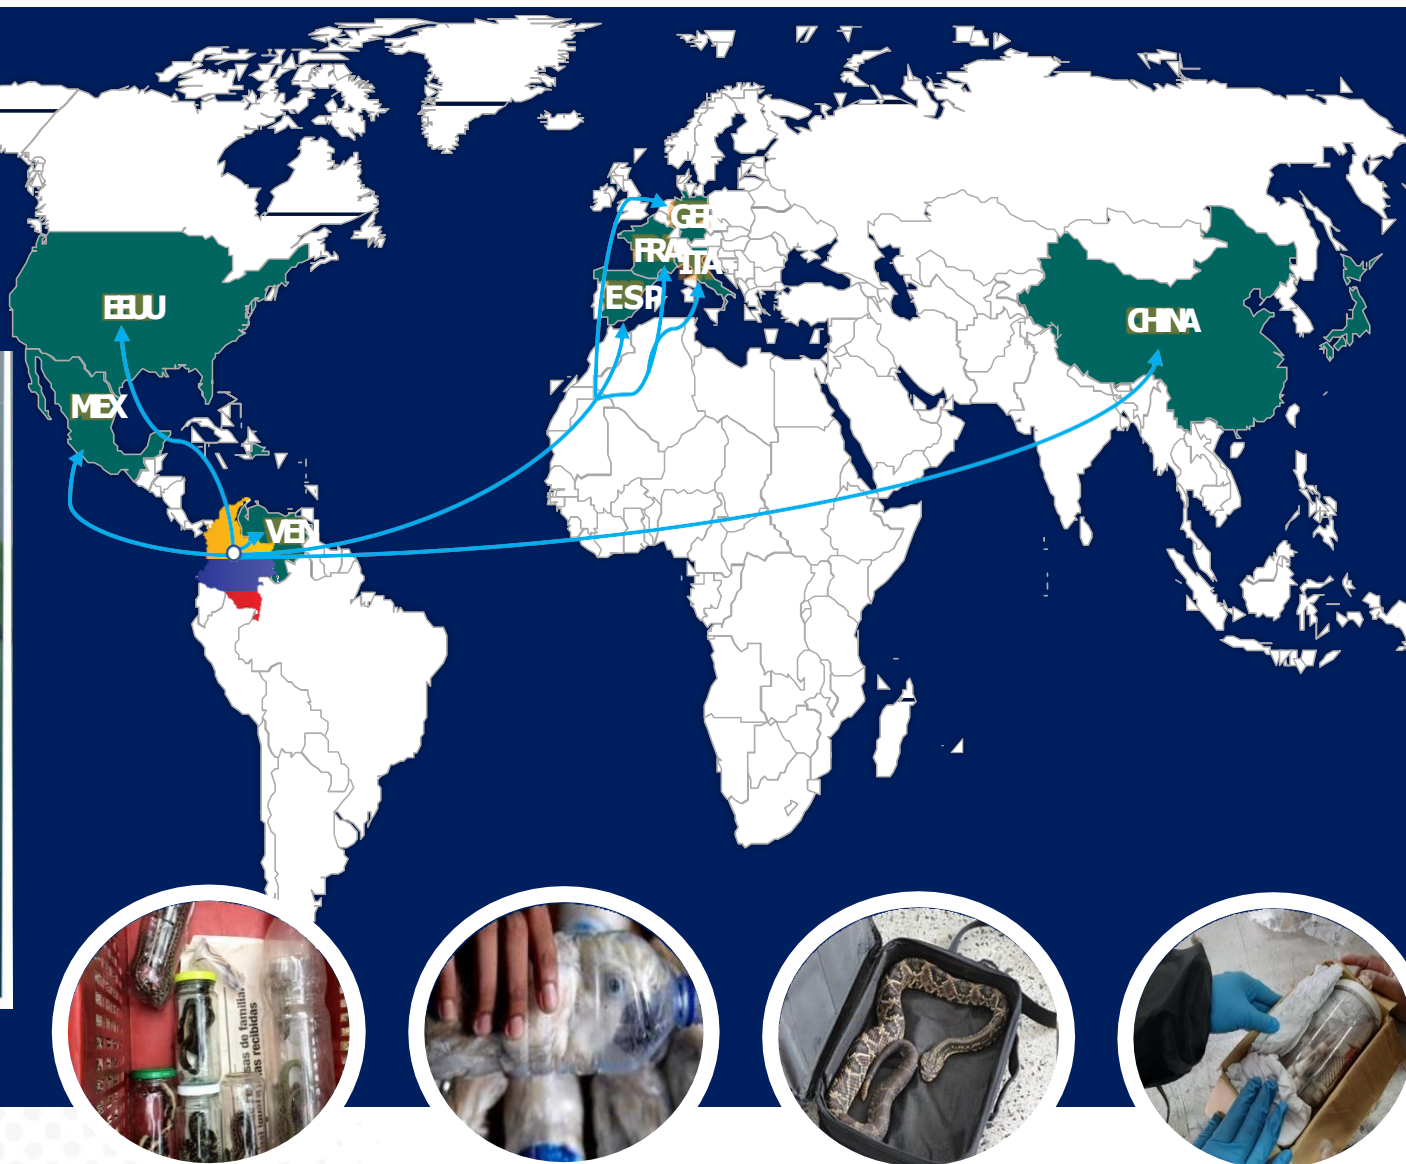 GER
FRA
ITA
ESP
EEUU
CHINA
MEX
VEN
sas de familia
as recibidas